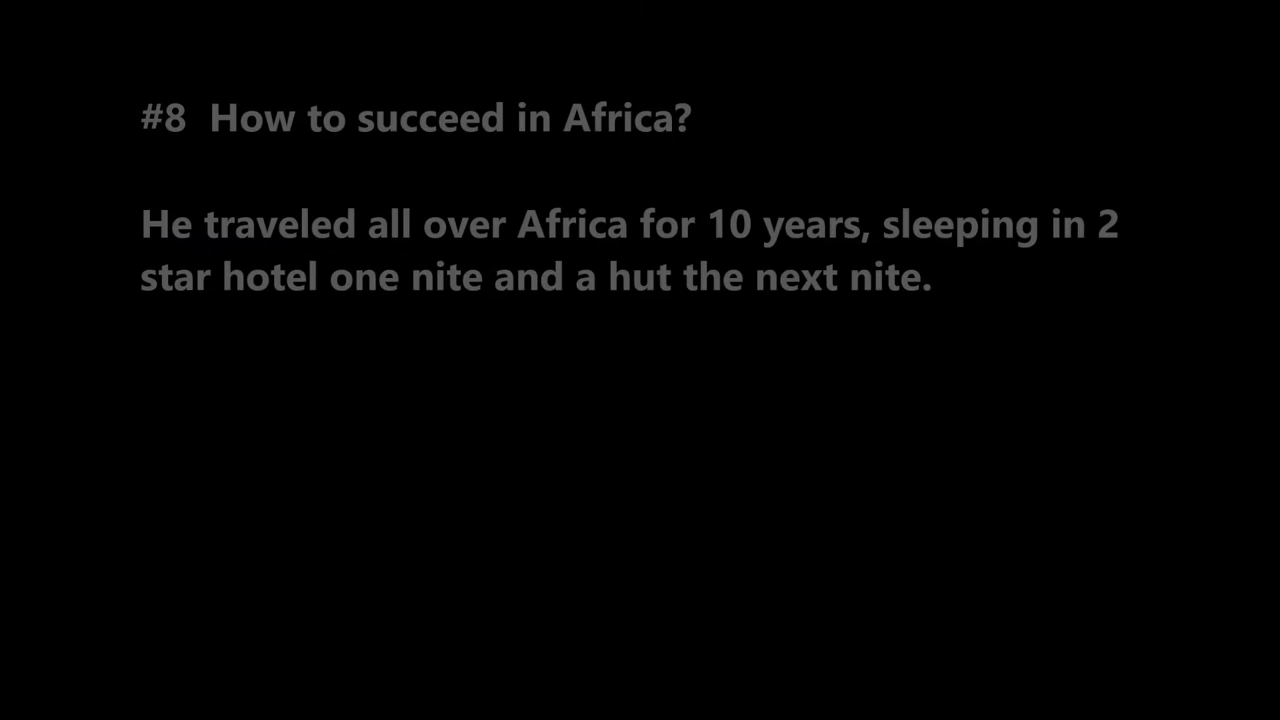 #8 How to succeed in Africa?
He traveled all over Africa for 10 years, sleeping in 2
star hotel one nite and a hut the next nite.